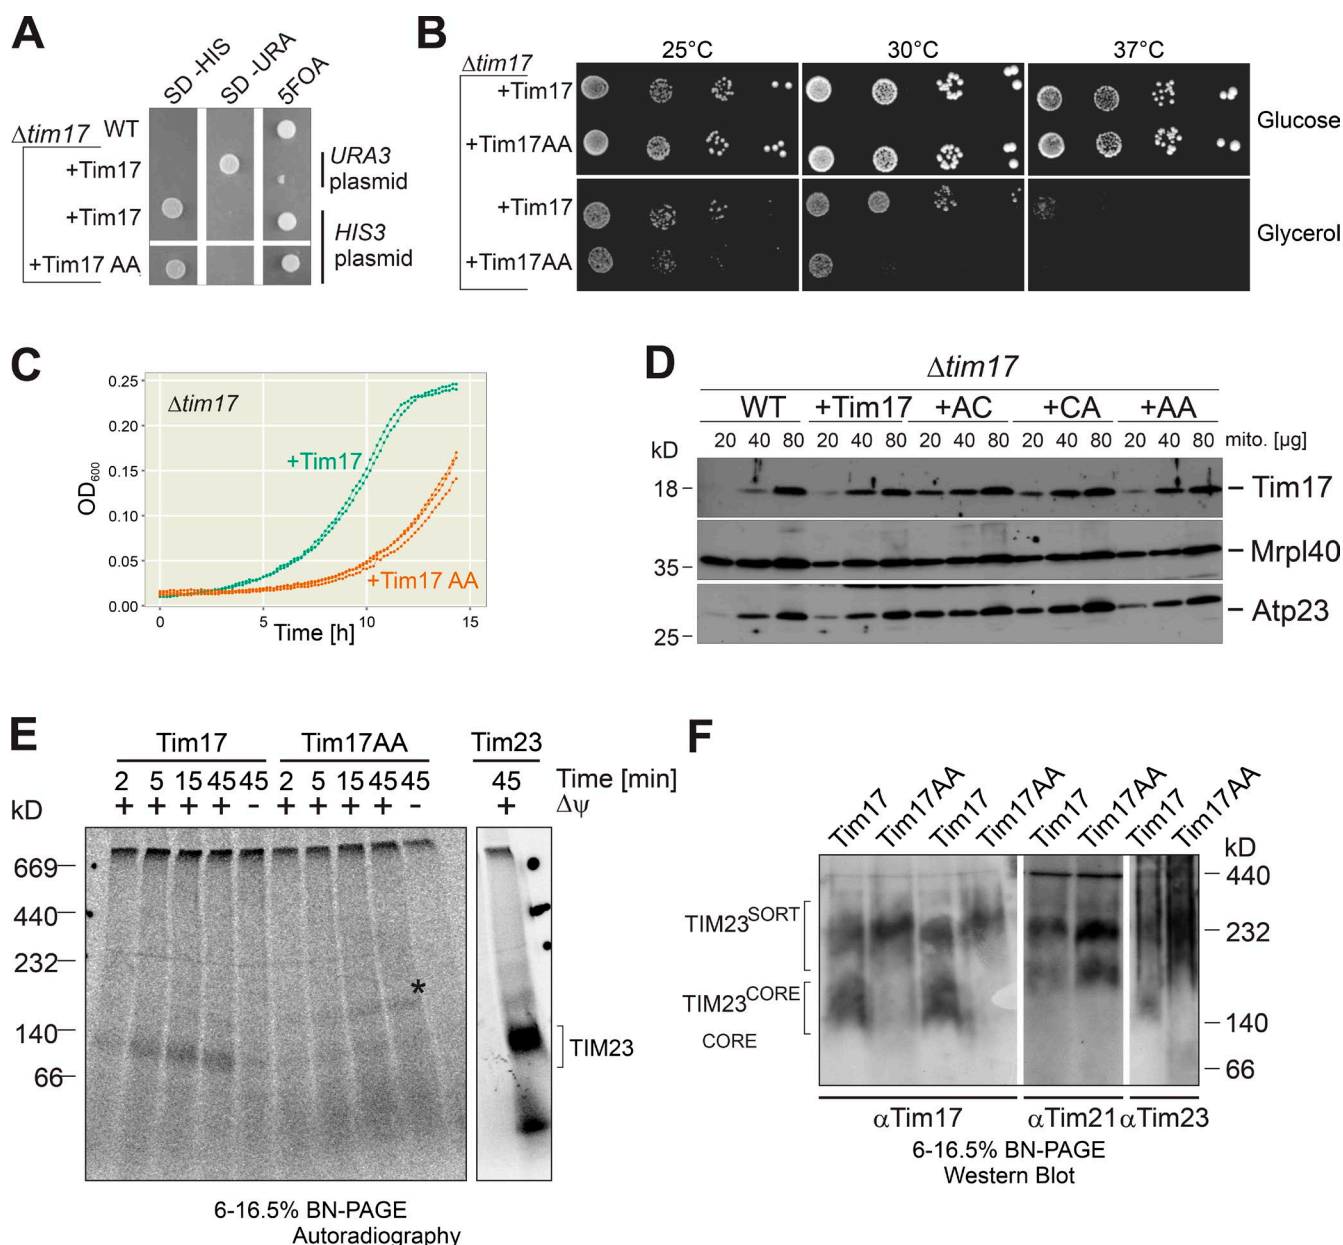 A
SD -HIS
SD -URA
5FOA
Δtim17
WT
+Tim17
+Tim17
+Tim17 AA
URA3
plasmid
HIS3
plasmid
B
Δtim17
25°C
30°C
37°C
+Tim17
+Tim17AA
+Tim17
+Tim17AA
Glucose
Glycerol
C
Δtim17
OD600
0.25
0.20
0.15
0.10
0.05
0.00
+Tim17
+Tim17 AA
0
5
10
15
Time [h]
D
Δtim17
WT +Tim17 +AC +CA +AA
kD
20 40 80 20 40 80 20 40 80 20 40 80 20 40 80 mito. [µg]
18
35
25
Tim17
Mrpl40
Atp23
E
Tim17 Tim17AA Tim23
2 5 15 45 45 2 5 15 45 45 45 Time [min]
kD + + + + − + + + + − + Δψ
669
440
232
140
66
*
TIM23
6-16.5% BN-PAGE
Autoradiography
F
Tim17
Tim17AA
Tim17
Tim17AA
Tim17
Tim17AA
Tim17
Tim17AA
kD
440
232
140
66
TIM23SORT
TIM23CORE
CORE
αTim17 αTim21 αTim23
6-16.5% BN-PAGE
Western Blot